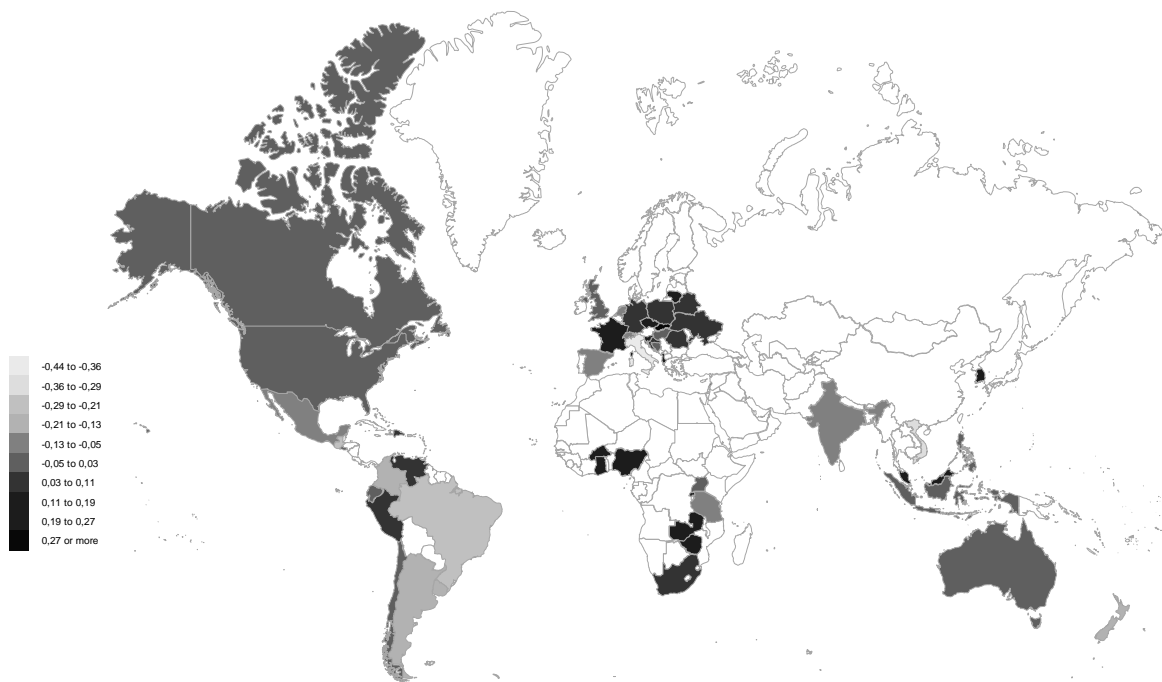 -0,44 to -0,36
-0,36 to -0,29
-0,29 to -0,21
-0,21 to -0,13
-0,13 to -0,05
-0,05 to 0,03
0,03 to 0,11
0,11 to 0,19
0,19 to 0,27
0,27 or more